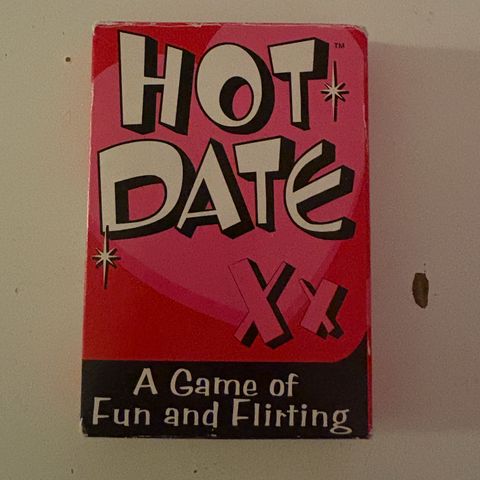 HOT™
DATE
Xx
A Game of
Fun and Flirting